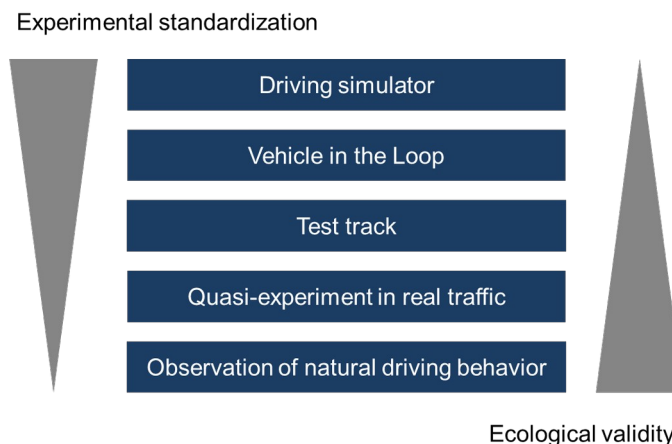 Experimental standardization
Driving simulator
Vehicle in the Loop
Test track
Quasi-experiment in real traffic
Observation of natural driving behavior
Ecological validity